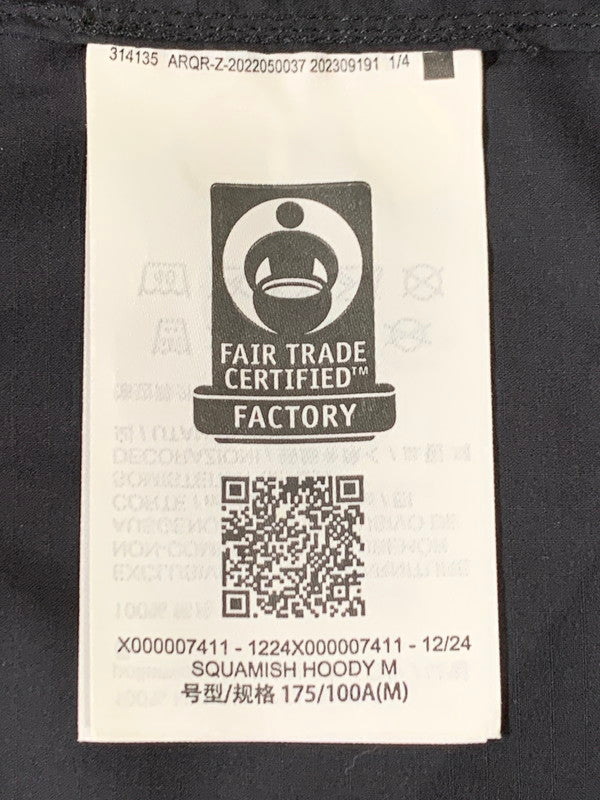 314135 ARQR-Z-2022050037 202309191 1/4
FAIR TRADE
CERTIFIED™
FACTORY
X000007411 - 1224X000007411 - 12/24
SQUAMISH HOODY M
号型/规格 175/100A(M)